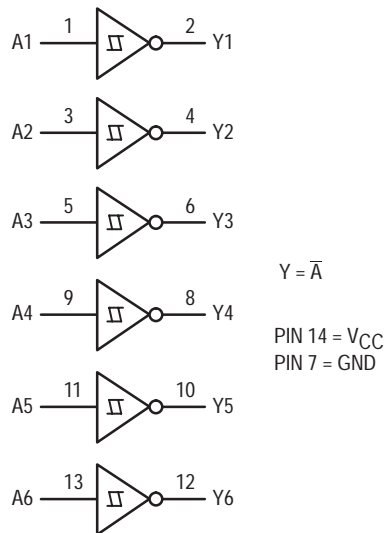 A1 1 2 Y1
A2 3 4 Y2
A3 5 6 Y3
Y = A̅
A4 9 8 Y4
PIN 14 = VCC
PIN 7 = GND
A5 11 10 Y5
A6 13 12 Y6